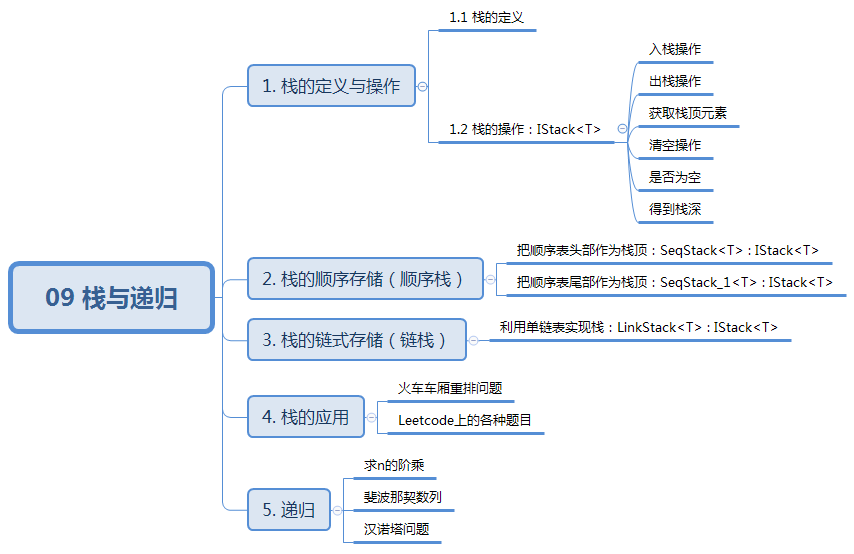 09 栈与递归
1. 栈的定义与操作
1.1 栈的定义
1.2 栈的操作：IStack<T>
入栈操作
出栈操作
获取栈顶元素
清空操作
是否为空
得到栈深
2. 栈的顺序存储（顺序栈）
把顺序表头部作为栈顶：SeqStack<T> : IStack<T>
把顺序表尾部作为栈顶：SeqStack_1<T> : IStack<T>
3. 栈的链式存储（链栈）
利用单链表实现栈：LinkStack<T> : IStack<T>
4. 栈的应用
火车车厢重排问题
Leetcode上的各种题目
5. 递归
求n的阶乘
斐波那契数列
汉诺塔问题